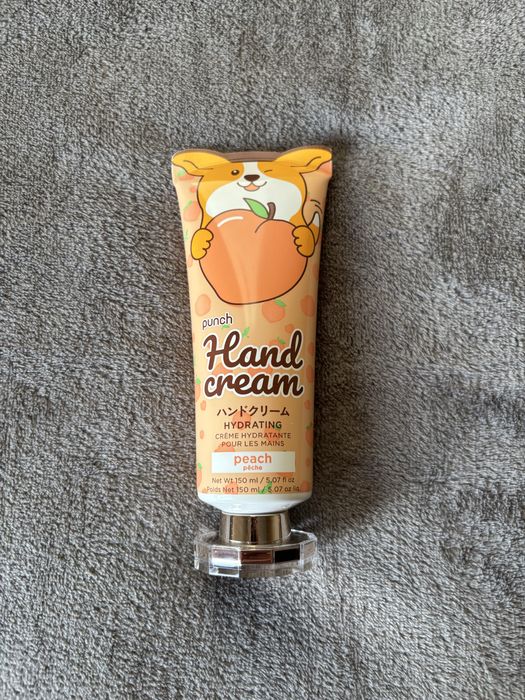 punch
Hand
cream
ハンドクリーム
HYDRATING
CRÈME HYDRATANTE
POUR LES MAINS
peach
pêche
Net Wt 150 ml / 5.07 fl oz
Poids Net 150 ml / 5.07 oz liq